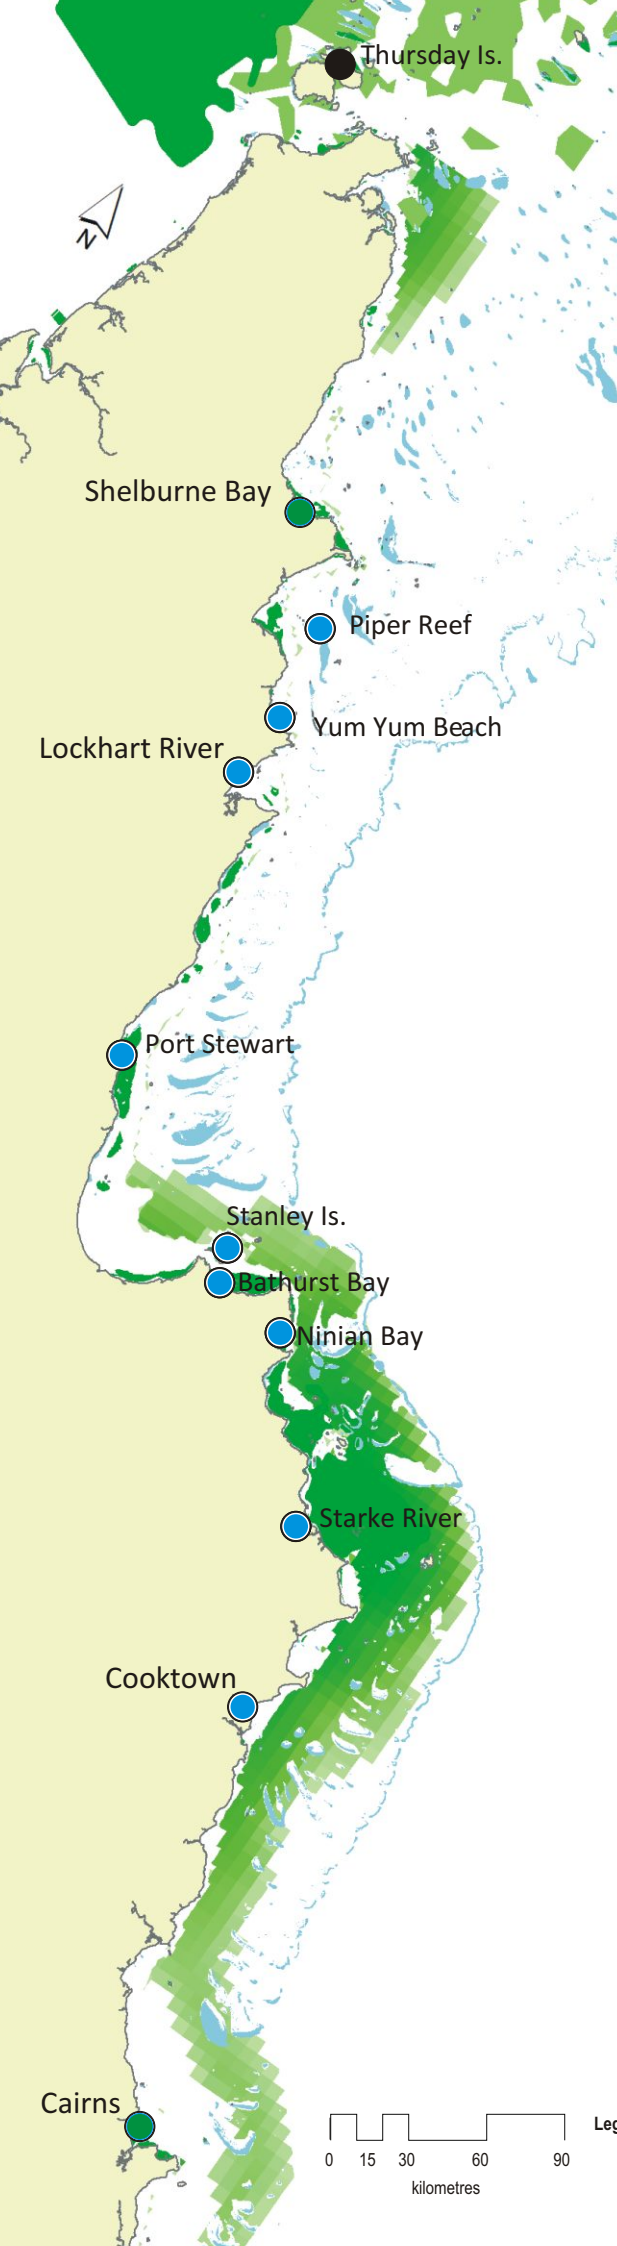 Thursday Is.
N
Shelburne Bay
Piper Reef
Yum Yum Beach
Lockhart River
Port Stewart
Stanley Is.
Bathurst Bay
Ninian Bay
Starke River
Cooktown
Cairns
Leg
0 15 30 60 90
kilometres